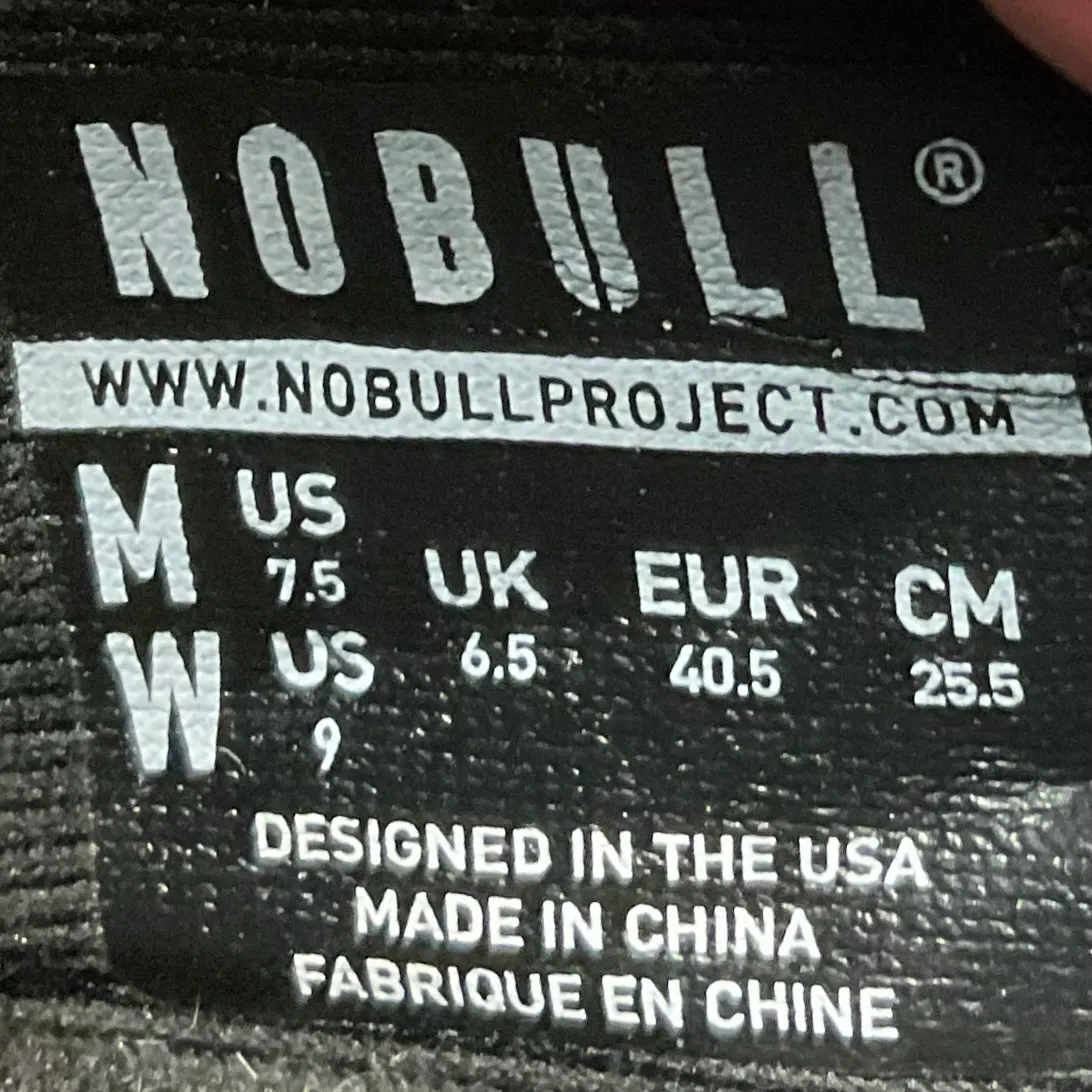 NOBULL®
WWW.NOBULLPROJECT.COM
M US 7.5
W US 9
UK 6.5
EUR 40.5
CM 25.5
DESIGNED IN THE USA
MADE IN CHINA
FABRIQUE EN CHINE